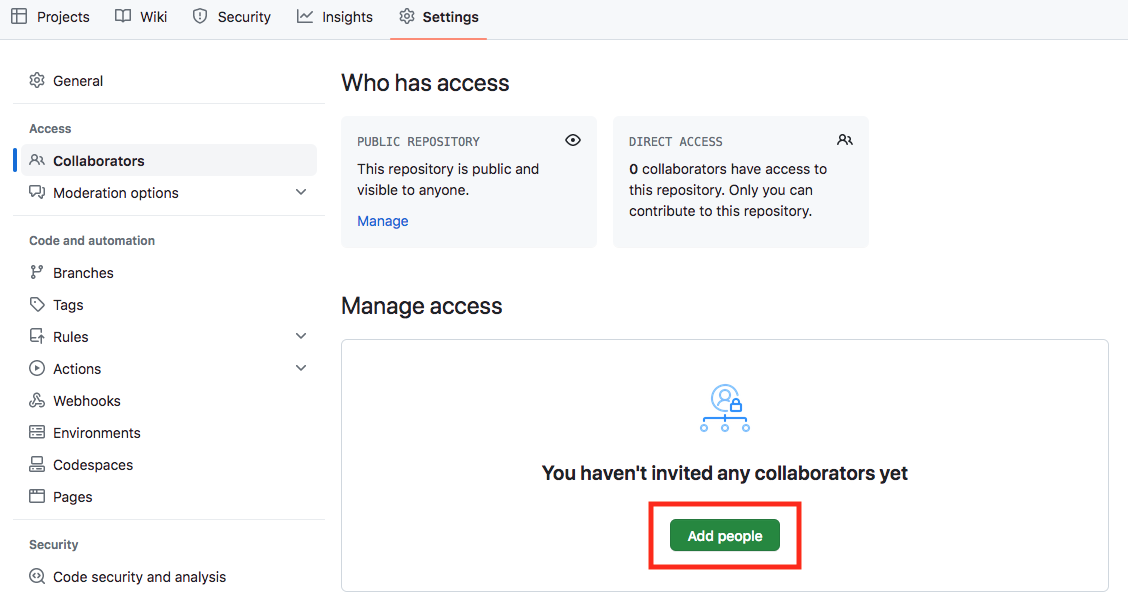 Projects
Wiki
Security
Insights
Settings
General
Access
Collaborators
Moderation options
Code and automation
Branches
Tags
Rules
Actions
Webhooks
Environments
Codespaces
Pages
Security
Code security and analysis
Who has access
PUBLIC REPOSITORY
This repository is public and
visible to anyone.
Manage
DIRECT ACCESS
0 collaborators have access to
this repository. Only you can
contribute to this repository.
Manage access
You haven't invited any collaborators yet
Add people